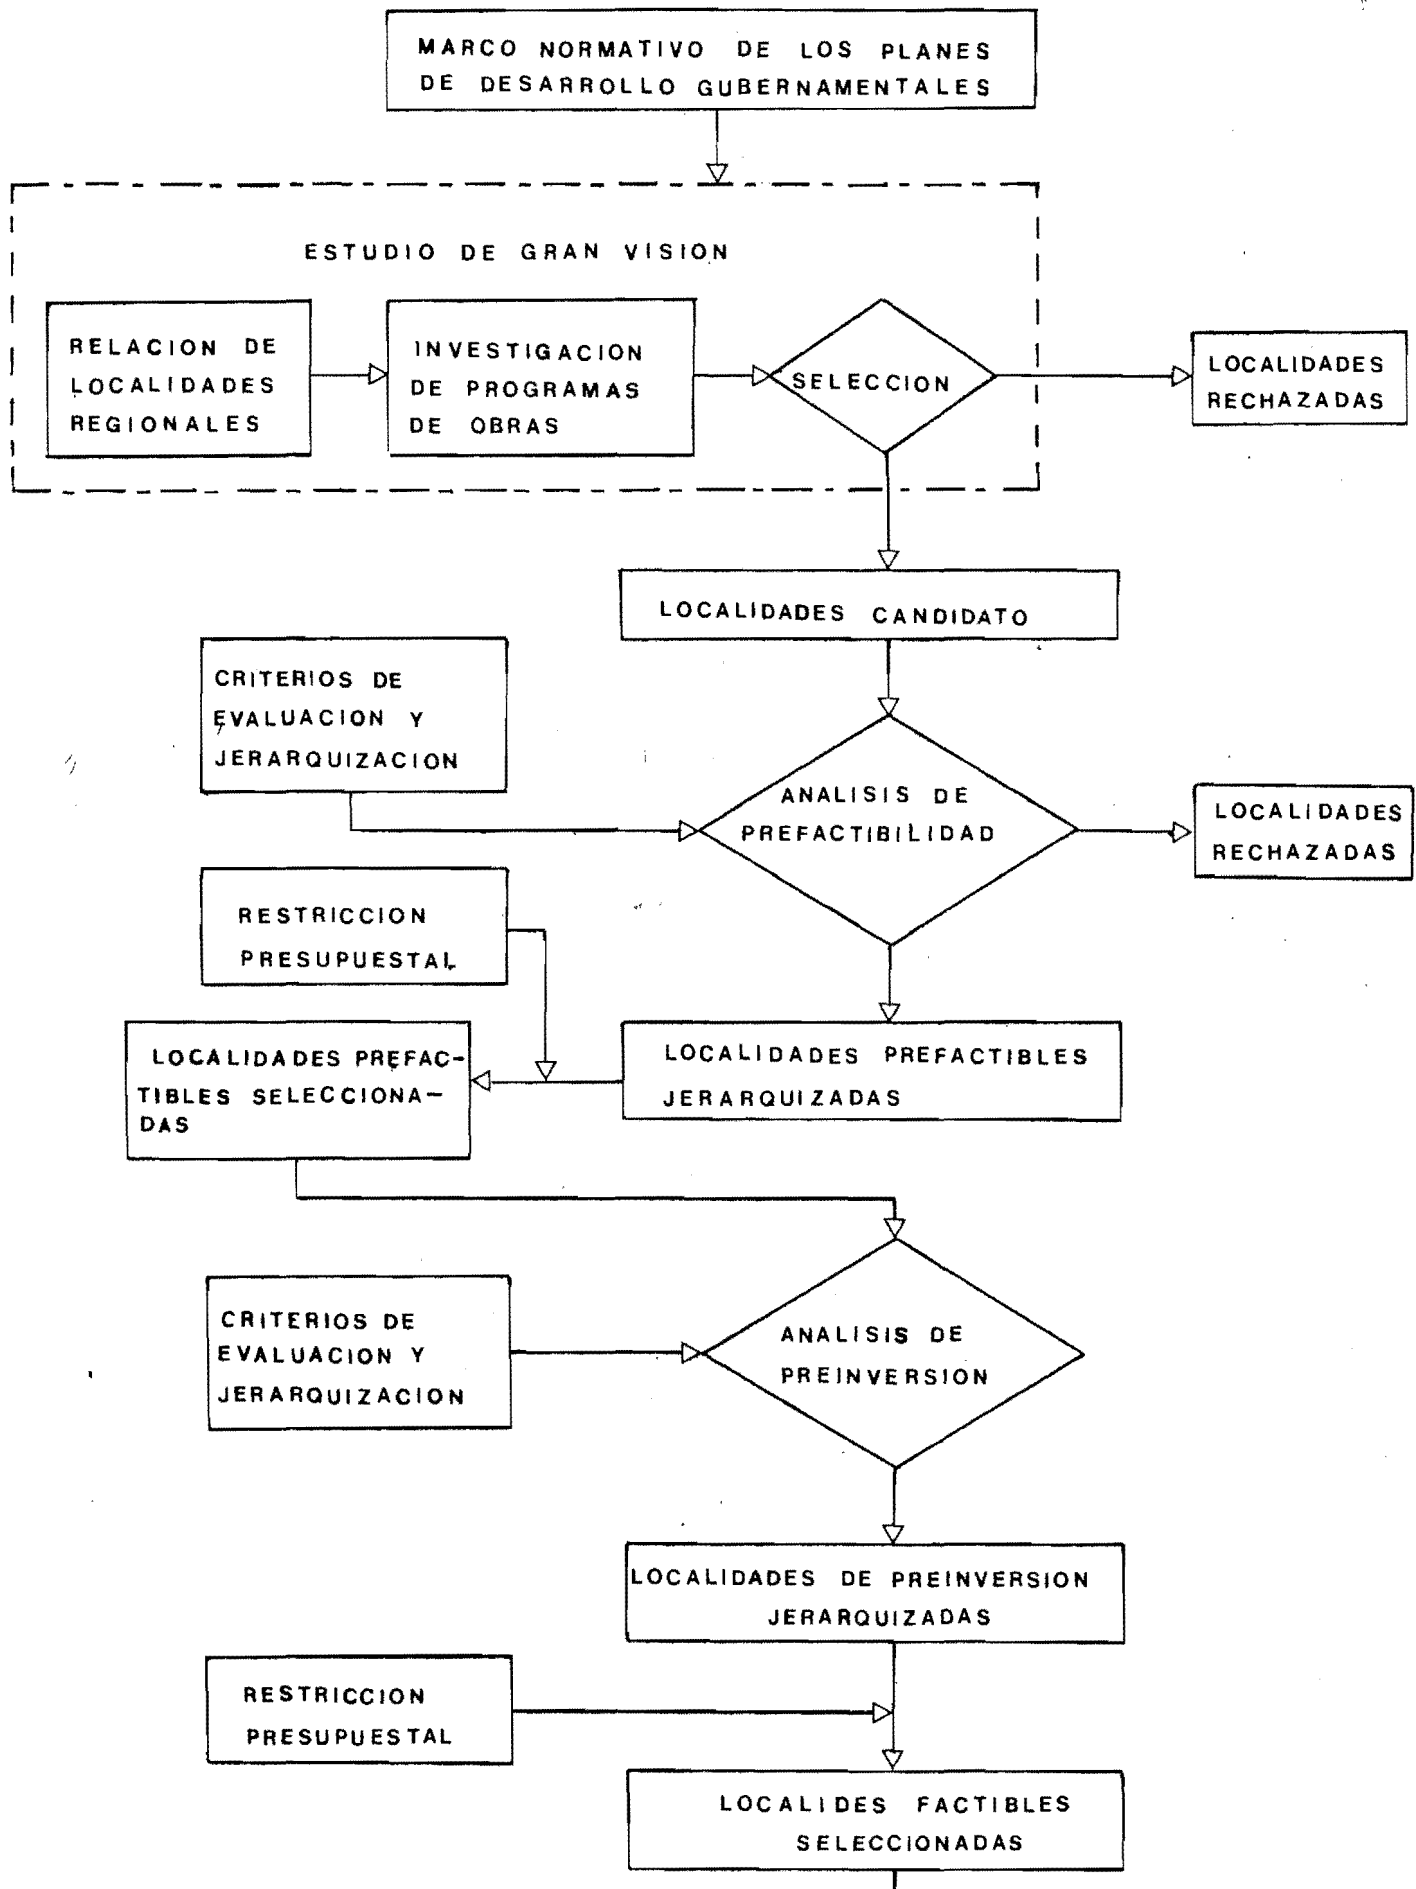 MARCO NORMATIVO DE LOS PLANES
DE DESARROLLO GUBERNAMENTALES
ESTUDIO DE GRAN VISION
RELACION DE
LOCALIDADES
REGIONALES
INVESTIGACION
DE PROGRAMAS
DE OBRAS
SELECCION
LOCALIDADES
RECHAZADAS
LOCALIDADES CANDIDATO
CRITERIOS DE
EVALUACION Y
JERARQUIZACION
ANALISIS DE
PREFACTIBILIDAD
LOCALIDADES
RECHAZADAS
RESTRICCION
PRESUPUESTAL
LOCALIDADES PREFACTIBLES
JERARQUIZADAS
LOCALIDADES PREFAC-
TIBLES SELECCIONA-
DAS
CRITERIOS DE
EVALUACION Y
JERARQUIZACION
ANALISIS DE
PREINVERSION
LOCALIDADES DE PREINVERSION
JERARQUIZADAS
RESTRICCION
PRESUPUESTAL
LOCALIDES FACTIBLES
SELECCIONADAS